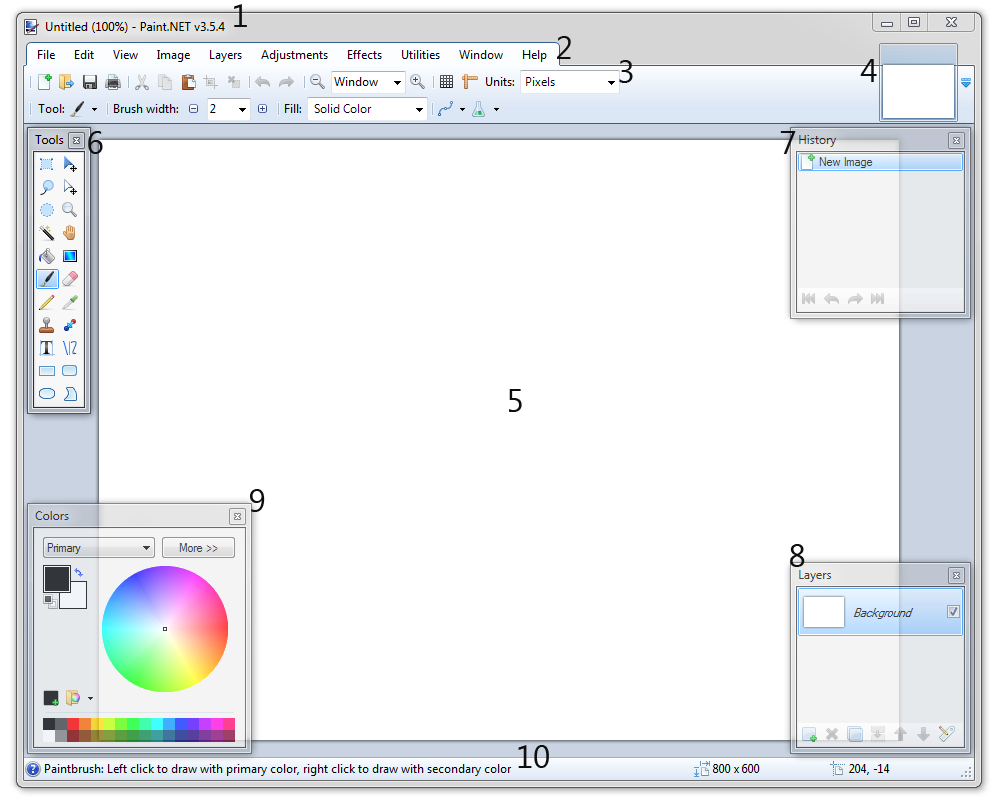 Untitled (100%) - Paint.NET v3.5.4 1
File Edit View Image Layers Adjustments Effects Utilities Window Help 2
Window Units: Pixels 3
4
Tool: Brush width: 2 Fill: Solid Color
Tools 6
7 History
New Image
T
5
9
Colors
Primary More >>
8
Layers
Background
10
Paintbrush: Left click to draw with primary color, right click to draw with secondary color 800 x 600 204, -14